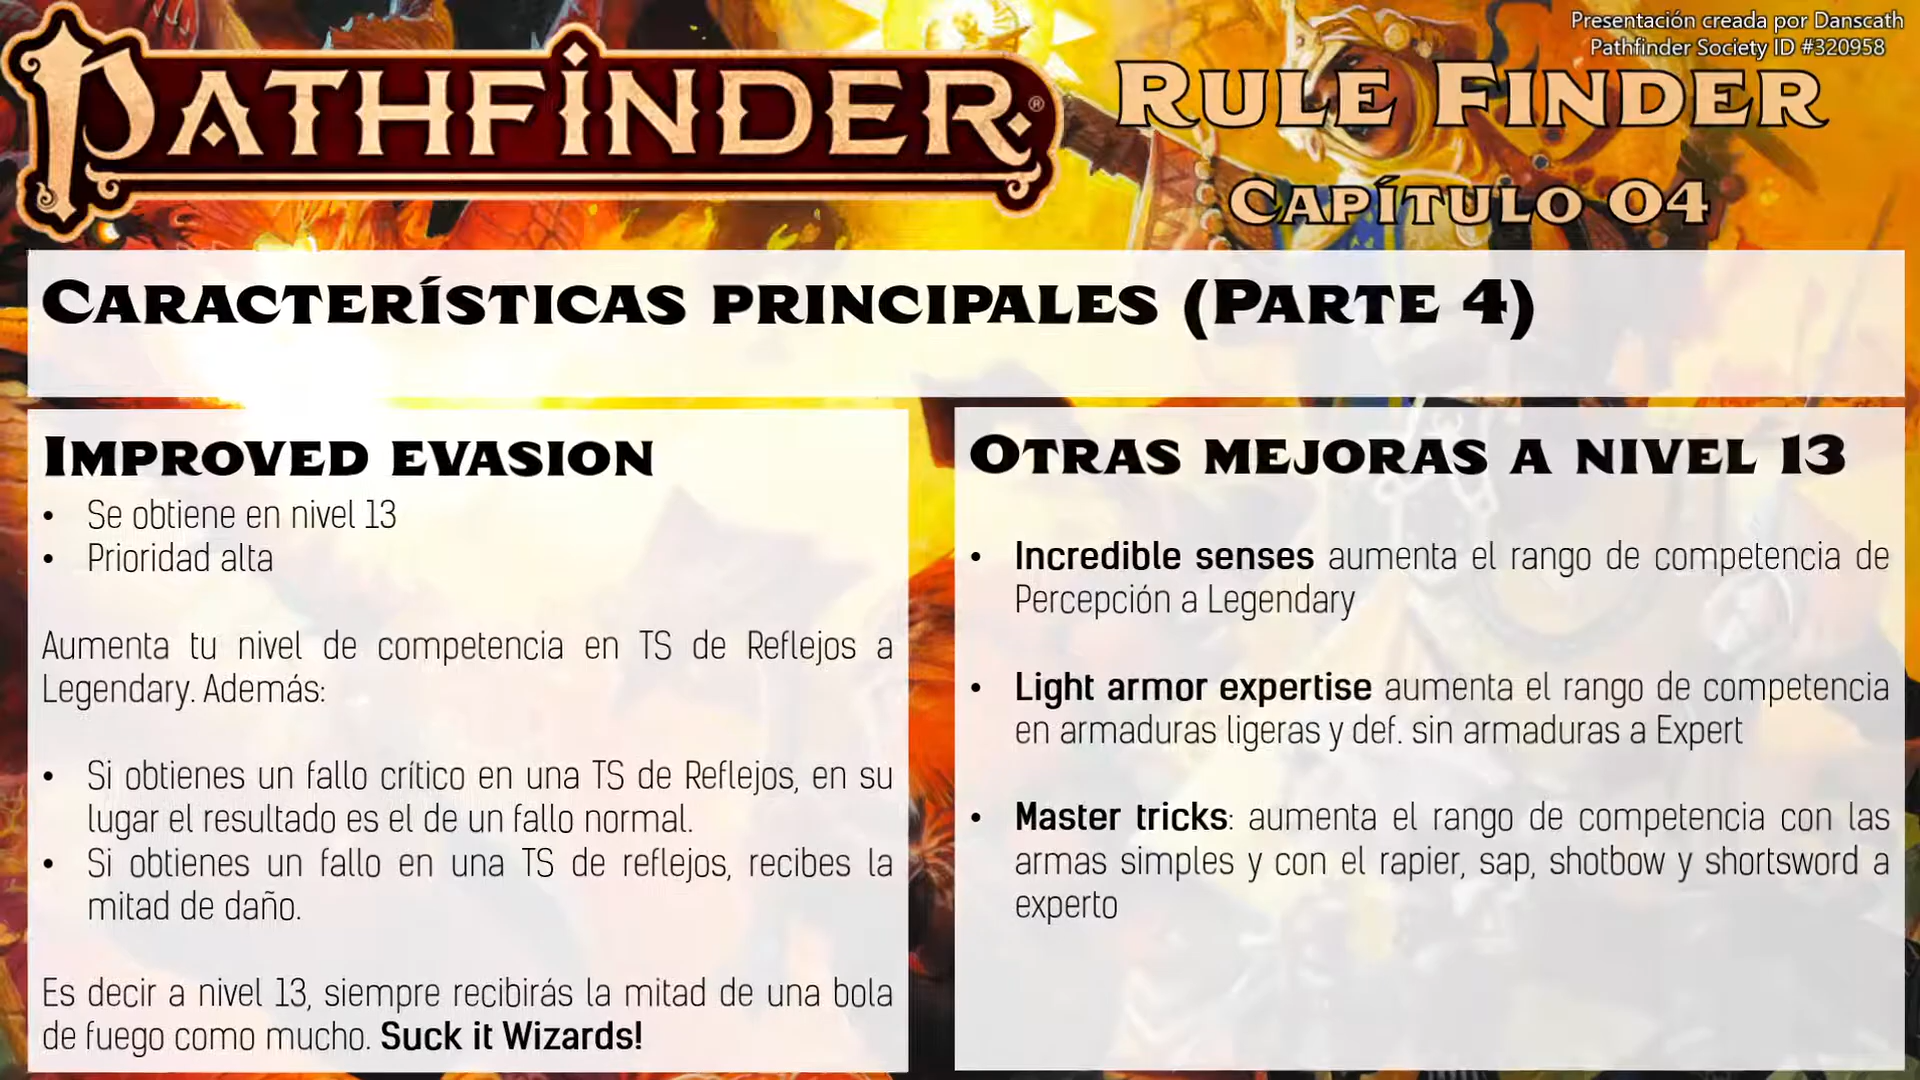 Presentación creada por Danscath
Pathfinder Society ID #320958
PATHFINDER®
RULE FINDER
CAPÍTULO 04
CARACTERÍSTICAS PRINCIPALES (PARTE 4)
IMPROVED EVASION
• Se obtiene en nivel 13
• Prioridad alta
Aumenta tu nivel de competencia en TS de Reflejos a
Legendary. Además:
• Si obtienes un fallo crítico en una TS de Reflejos, en su
lugar el resultado es el de un fallo normal.
• Si obtienes un fallo en una TS de reflejos, recibes la
mitad de daño.
Es decir a nivel 13, siempre recibirás la mitad de una bola
de fuego como mucho. Suck it Wizards!
OTRAS MEJORAS A NIVEL 13
• Incredible senses aumenta el rango de competencia de
Percepción a Legendary
• Light armor expertise aumenta el rango de competencia
en armaduras ligeras y def. sin armaduras a Expert
• Master tricks: aumenta el rango de competencia con las
armas simples y con el rapier, sap, shotbow y shortsword a
experto